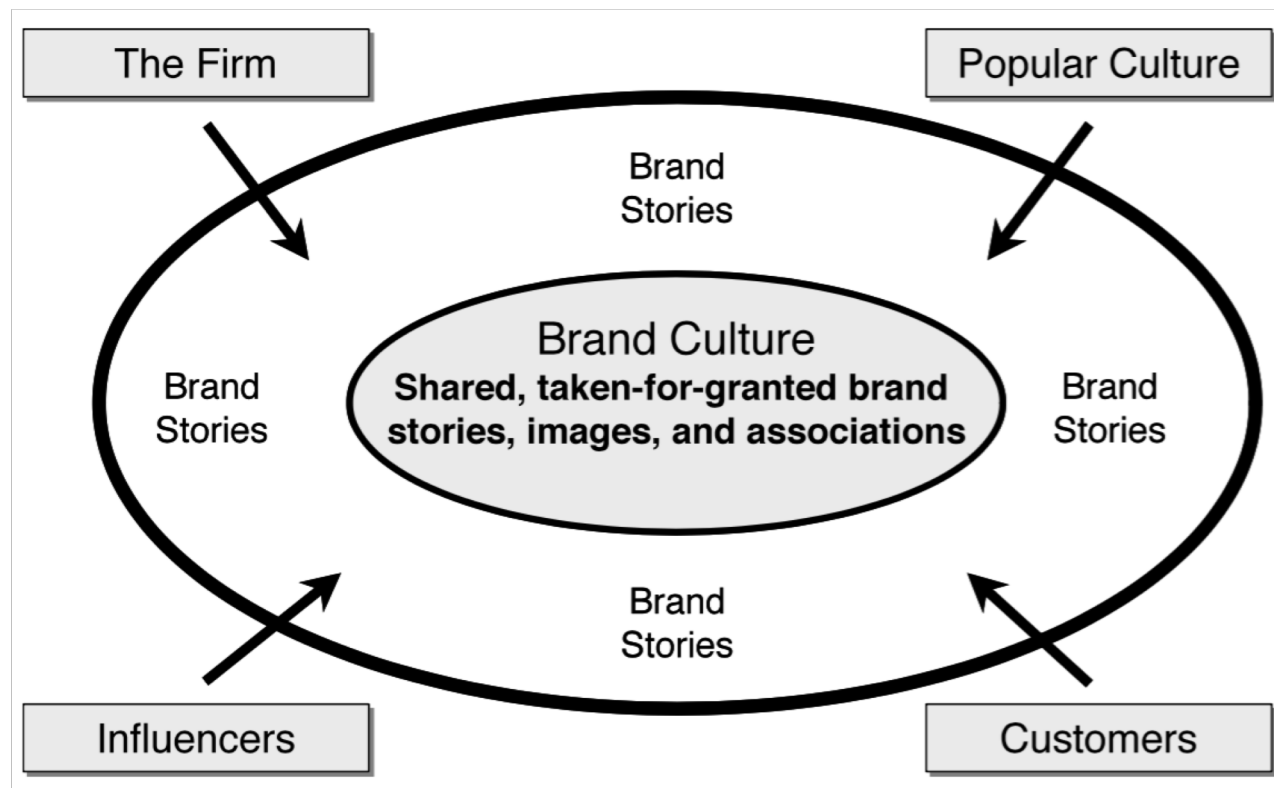 The Firm
Popular Culture
Brand
Stories
Brand Culture
Shared, taken-for-granted brand
stories, images, and associations
Brand
Stories
Brand
Stories
Brand
Stories
Influencers
Customers